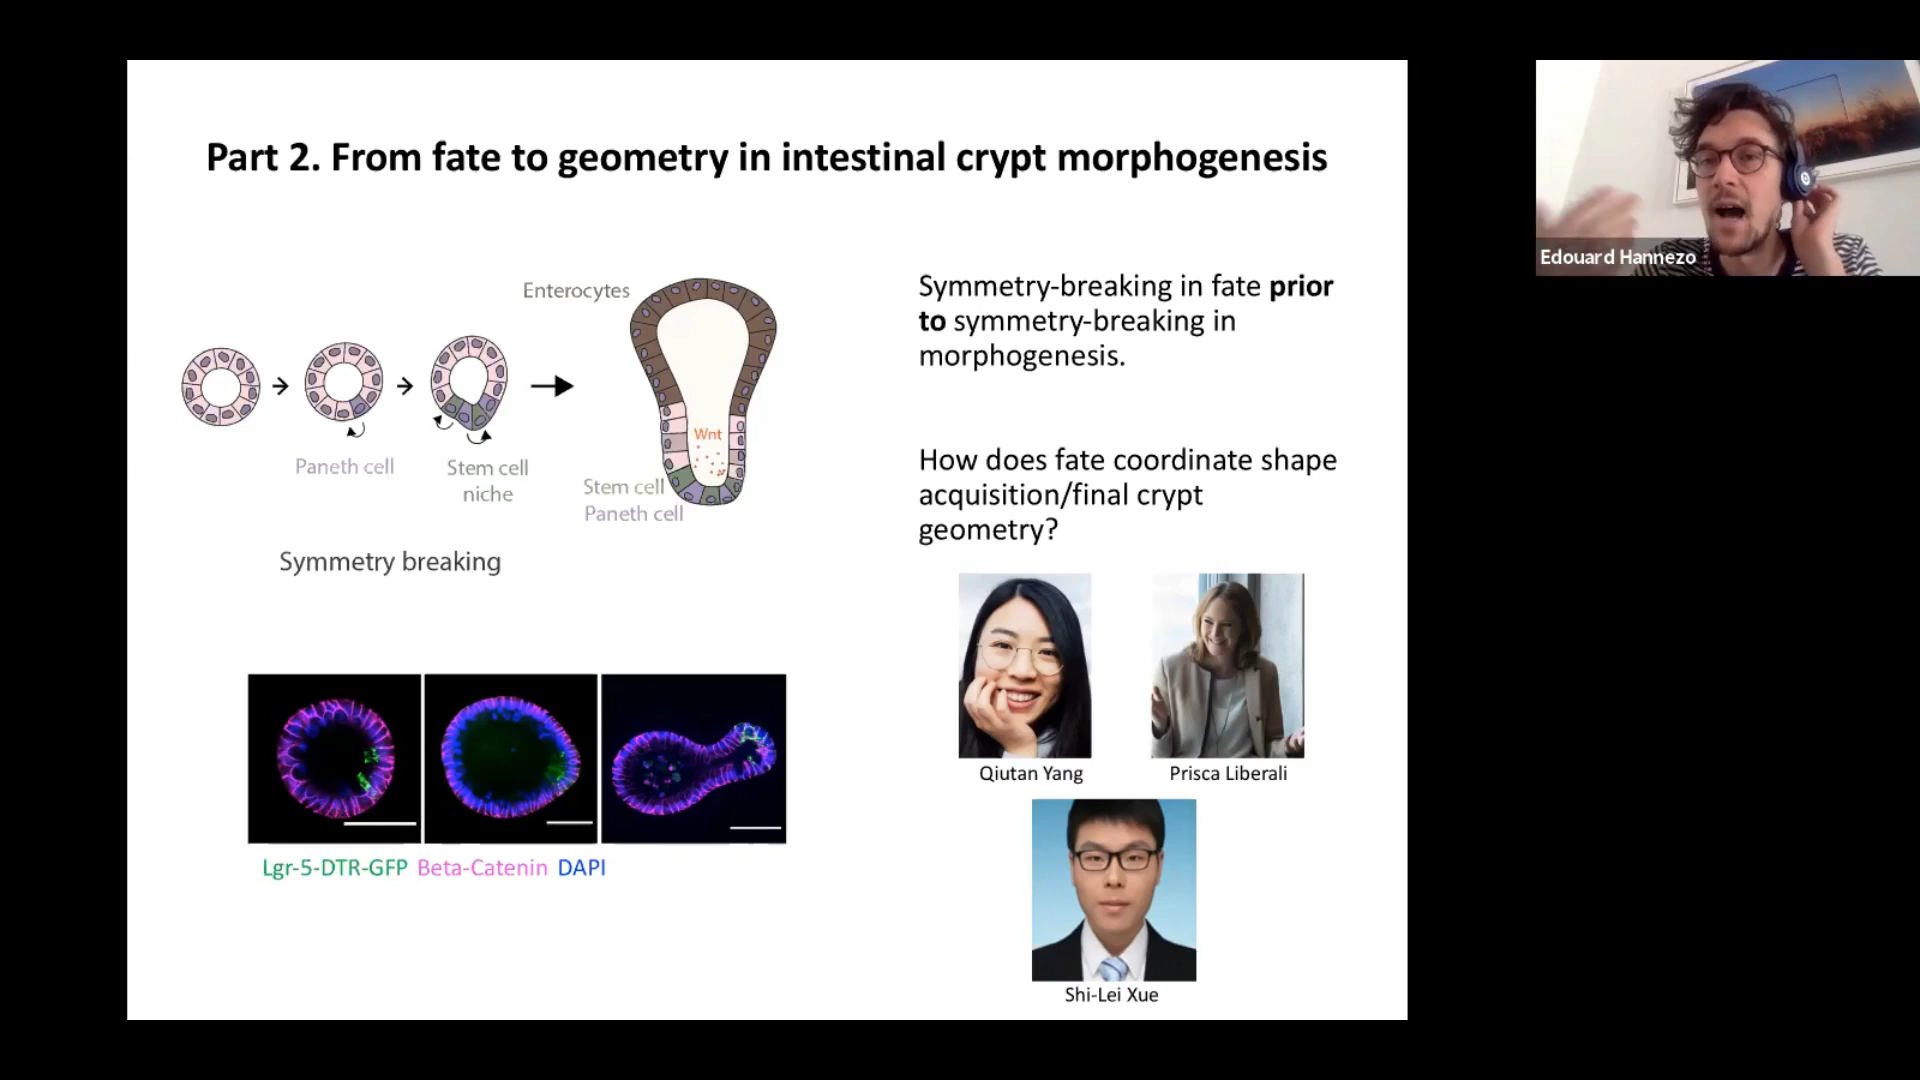 Part 2. From fate to geometry in intestinal crypt morphogenesis
Enterocytes
Wnt
Paneth cell
Stem cell
niche
Stem cell
Paneth cell
Symmetry breaking
Lgr-5-DTR-GFP Beta-Catenin DAPI
Symmetry-breaking in fate prior
to symmetry-breaking in
morphogenesis.
How does fate coordinate shape
acquisition/final crypt
geometry?
Qiutan Yang
Prisca Liberali
Shi-Lei Xue
Edouard Hannezo